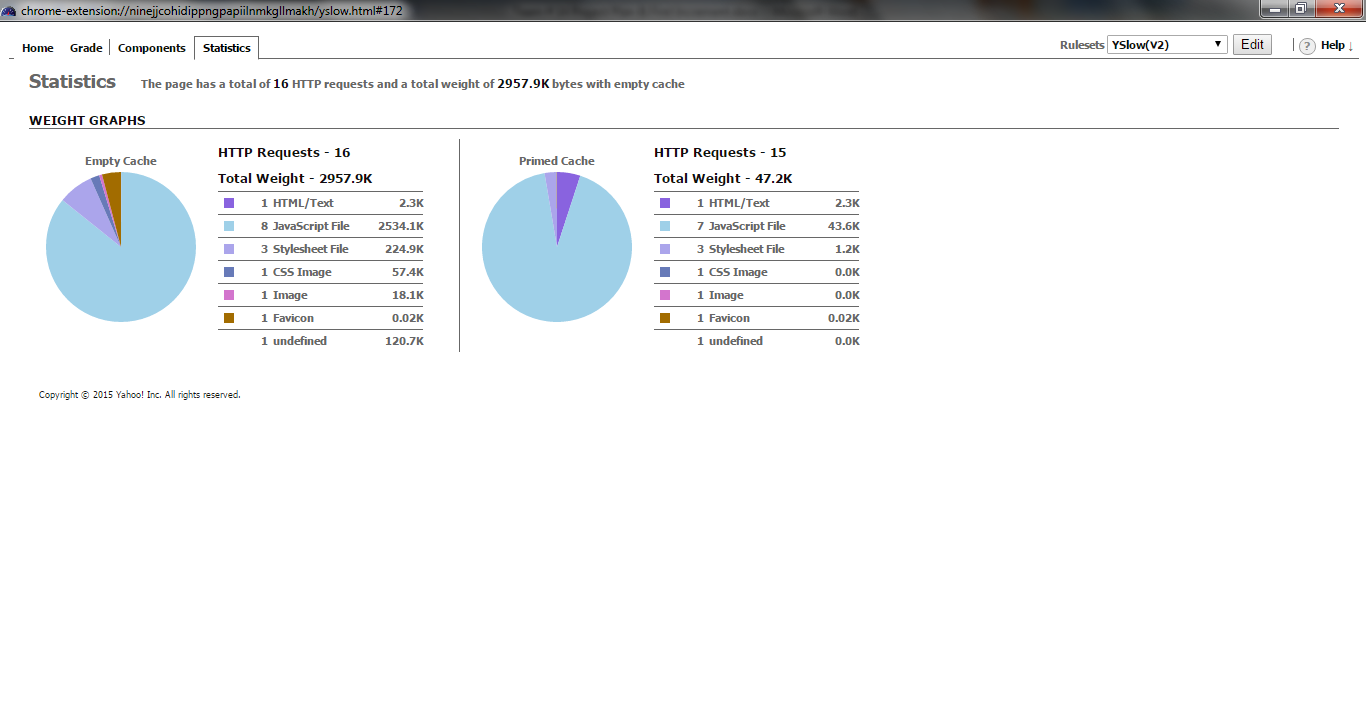 chrome-extension://ninejjcohidippngpapiilnmkgllmakh/yslow.html#172
Home Grade Components Statistics Rulesets YSlow(V2) ▼ Edit ? Help ↓
Statistics The page has a total of 16 HTTP requests and a total weight of 2957.9K bytes with empty cache
WEIGHT GRAPHS
Empty Cache
HTTP Requests - 16
Total Weight - 2957.9K
1 HTML/Text 2.3K
8 JavaScript File 2534.1K
3 Stylesheet File 224.9K
1 CSS Image 57.4K
1 Image 18.1K
1 Favicon 0.02K
1 undefined 120.7K
Primed Cache
HTTP Requests - 15
Total Weight - 47.2K
1 HTML/Text 2.3K
7 JavaScript File 43.6K
3 Stylesheet File 1.2K
1 CSS Image 0.0K
1 Image 0.0K
1 Favicon 0.02K
1 undefined 0.0K
Copyright © 2015 Yahoo! Inc. All rights reserved.